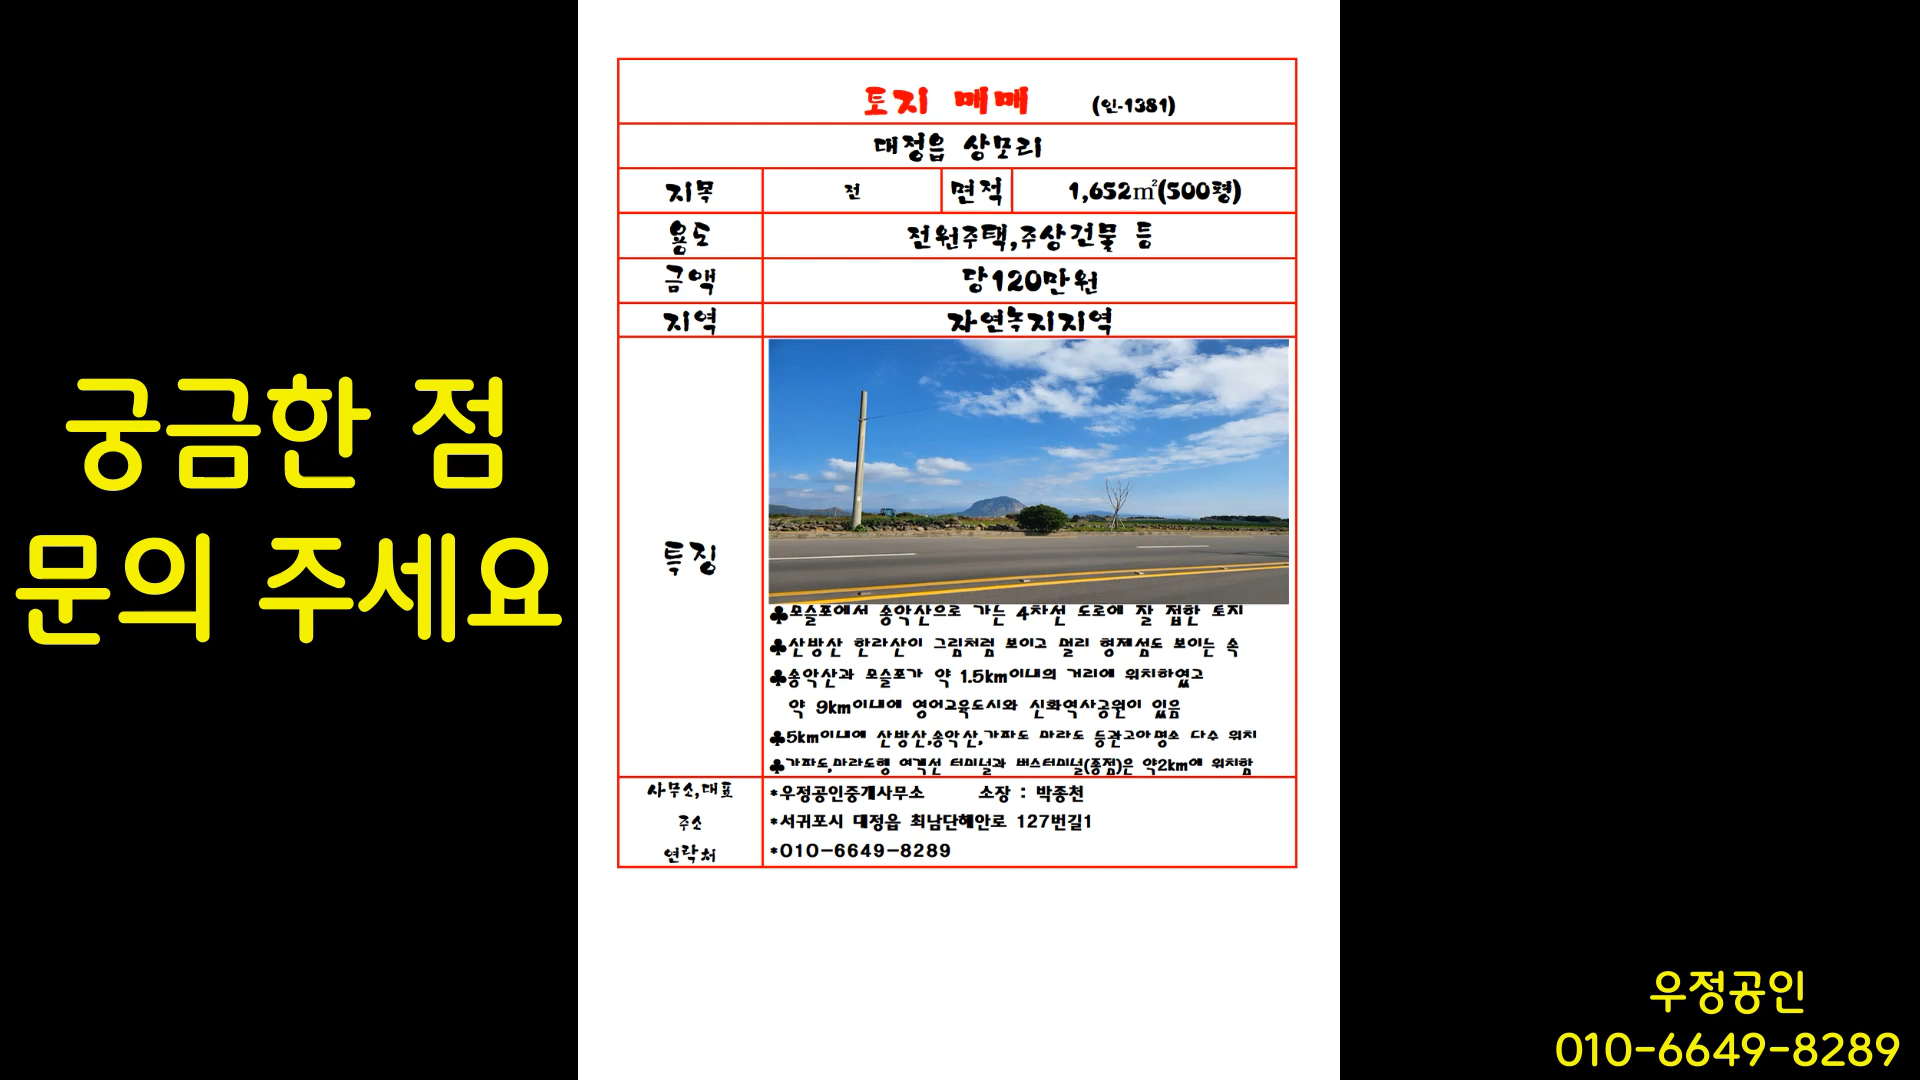 궁금한 점
문의 주세요
토지 매매 (인-1381)
대정읍 상모리
지목 전 면적 1,652㎡(500평)
용도 전원주택,주상건물 등
금액 당120만원
지역 자연녹지지역
특징
♣모슬포에서 송악산으로 가는 4차선 도로에 잘 접한 토지
♣산방산 한라산이 그림처럼 보이고 멀리 형제섬도 보이는 속
♣송악산과 모슬포가 약 1.5km이내의 거리에 위치하였고
약 9km이내에 영어교육도시와 신화역사공원이 있음
♣5km이내에 산방산,송악산,가파도 마라도 등관고아명소 다수 위치
♣가파도,마라도행 여객선 터미널과 버스터미널(종점)은 약2km에 위치함
사무소,대표 *우정공인중개사무소 소장 : 박종천
주소 *서귀포시 대정읍 최남단해안로 127번길1
연락처 *010-6649-8289
우정공인
010-6649-8289